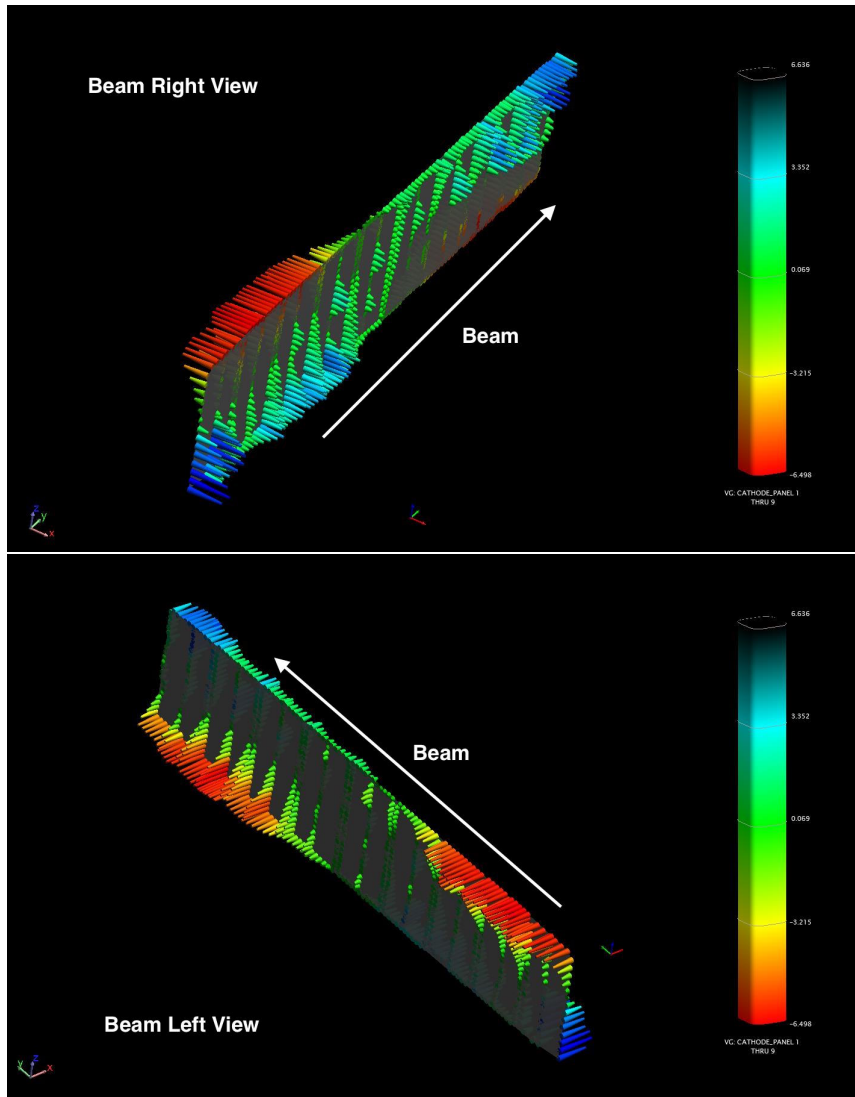 Beam Right View
6.636
3.352
0.069
Beam
-3.215
-6.498
VG: CATHODE_PANEL 1
THRU 9
z
y
x
6.636
3.352
Beam
0.069
-3.215
Beam Left View
-6.498
VG: CATHODE_PANEL 1
THRU 9
y
z
x